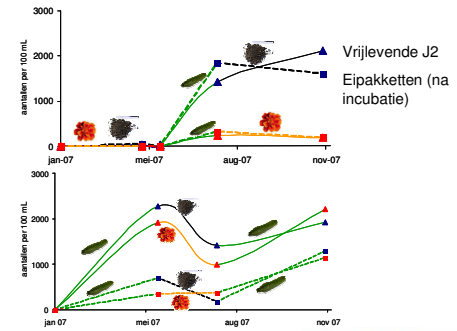 3000
2000
1000
0
aantallen per 100 mL
jan-07 mei-07 aug-07 nov-07
Vrijlevende J2
Eipakketten (na
incubatie)
3000
2000
1000
0
aantallen per 100 mL
jan 07 mei 07 aug 07 nov 07